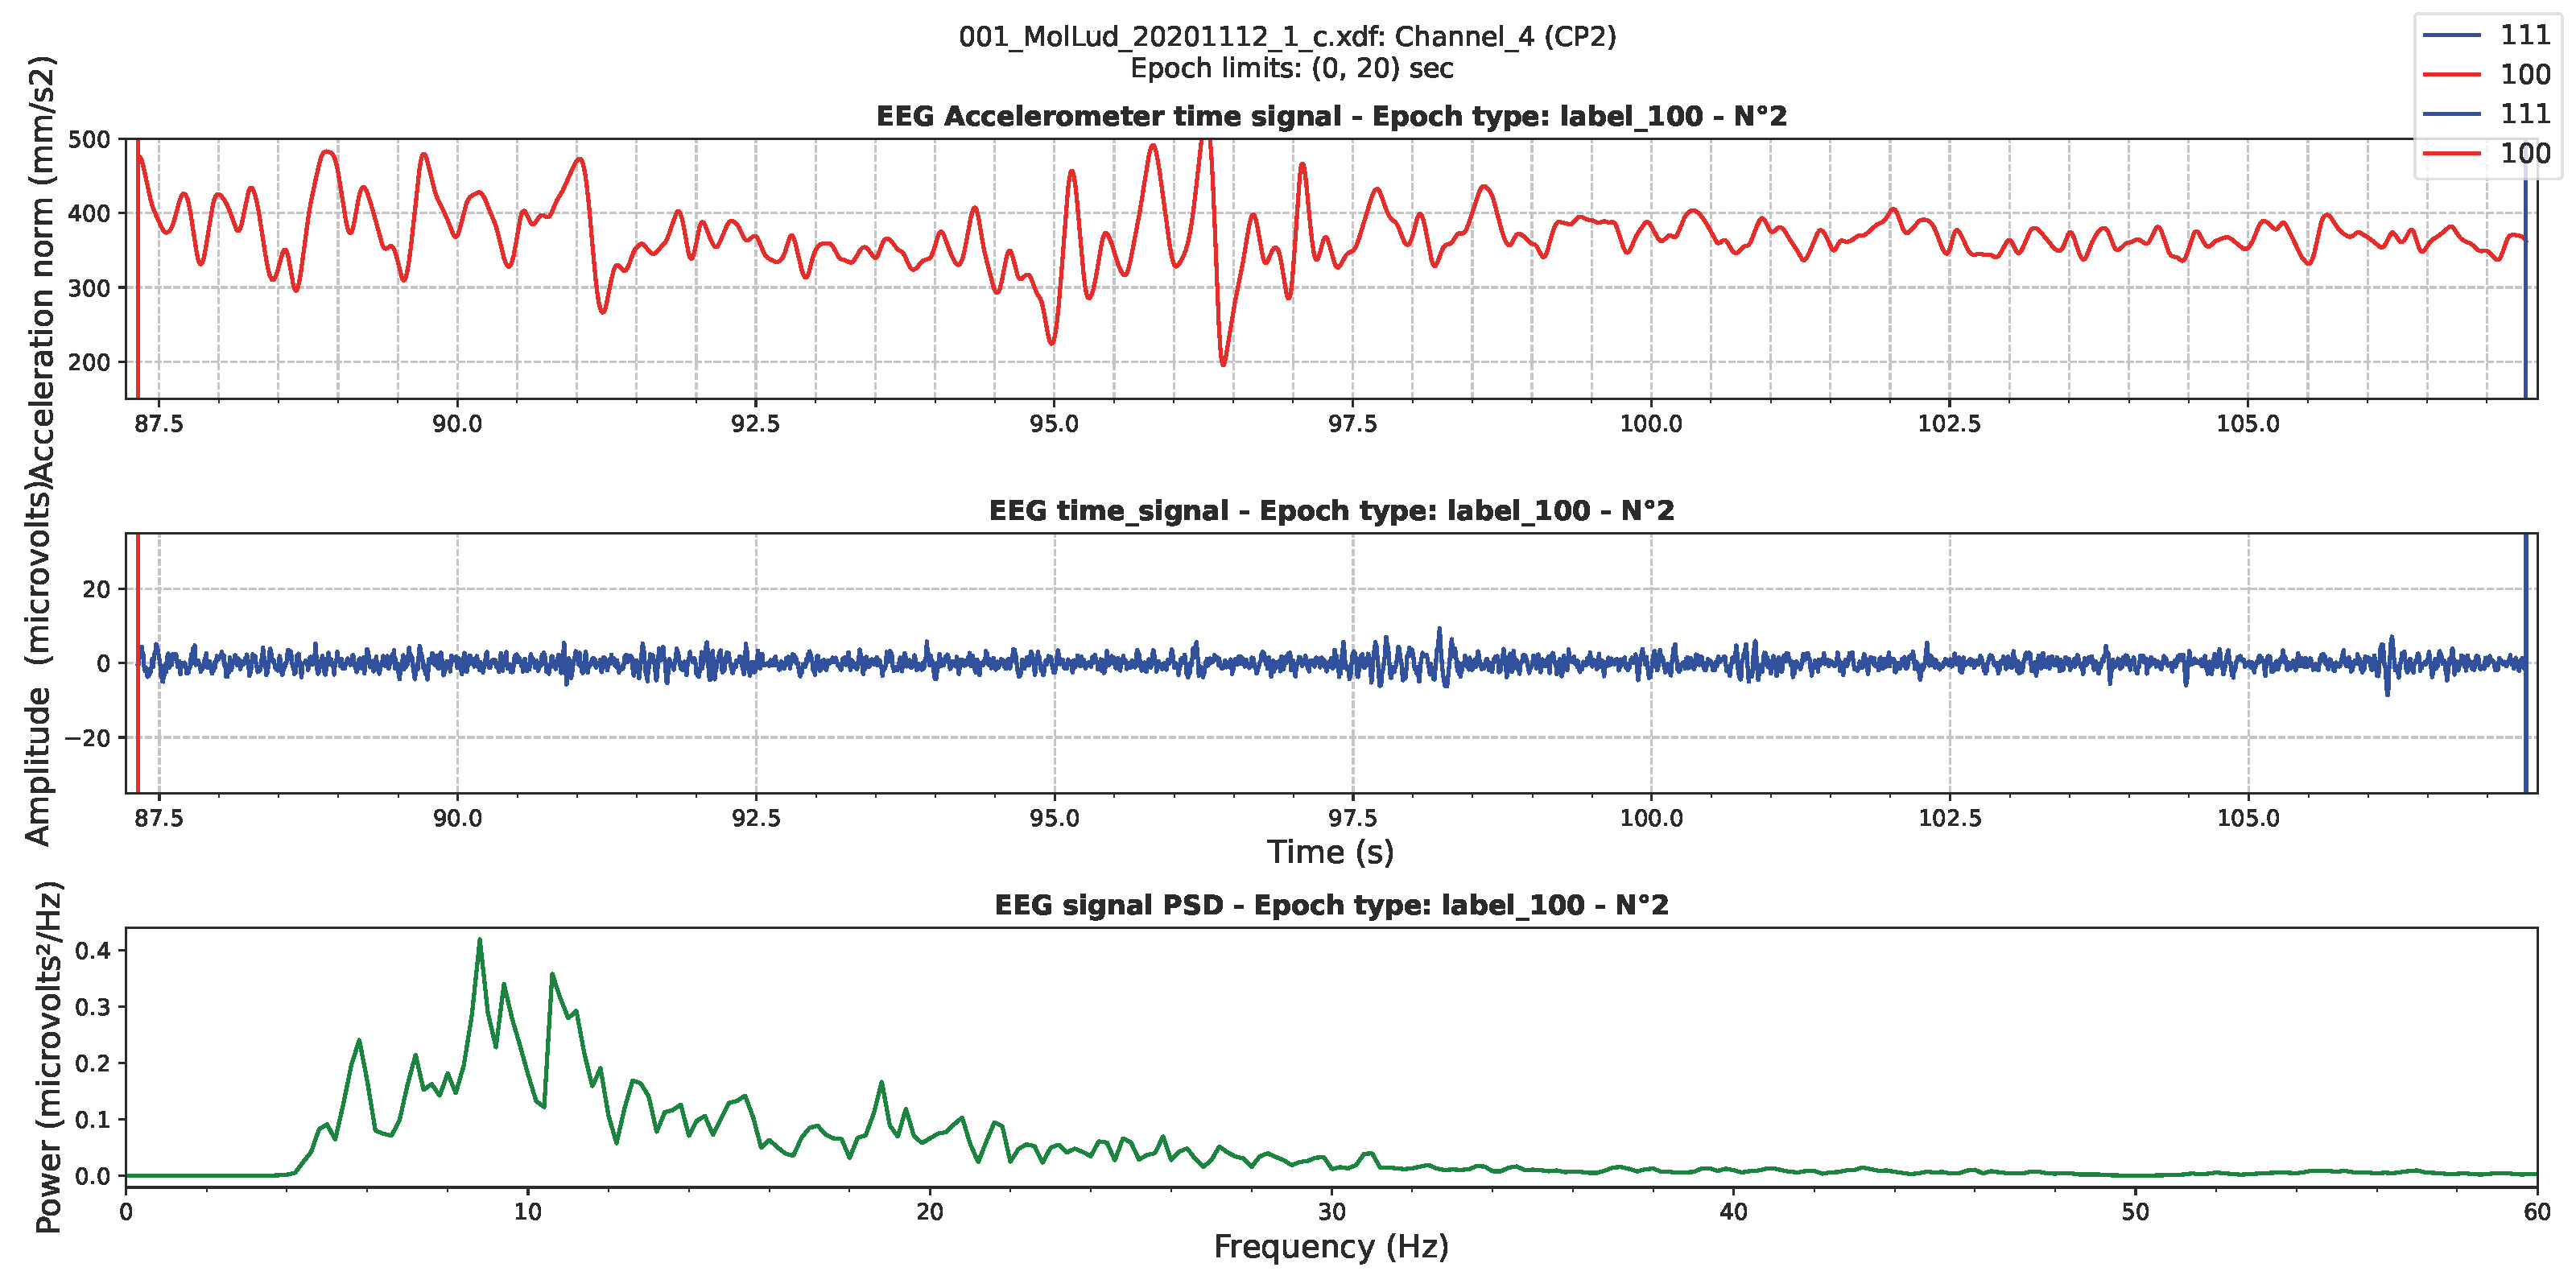 001_MolLud_20201112_1_c.xdf: Channel_4 (CP2)
Epoch limits: (0, 20) sec
111
100
111
100
EEG Accelerometer time signal - Epoch type: label_100 - N°2
Acceleration norm (mm/s2)
500
400
300
200
87.5 90.0 92.5 95.0 97.5 100.0 102.5 105.0
EEG time_signal - Epoch type: label_100 - N°2
Amplitude (microvolts)
20
0
−20
87.5 90.0 92.5 95.0 97.5 100.0 102.5 105.0
Time (s)
EEG signal PSD - Epoch type: label_100 - N°2
Power (microvolts²/Hz)
0.4
0.3
0.2
0.1
0.0
0 10 20 30 40 50 60
Frequency (Hz)